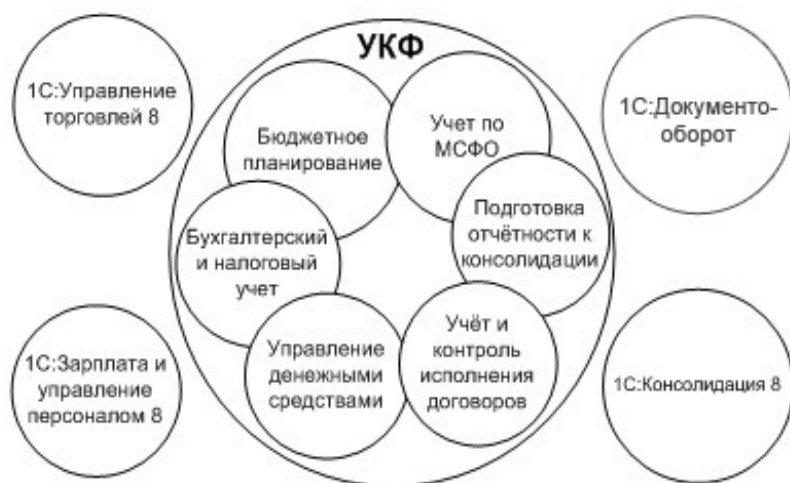 УКФ
1С:Управление
торговлей 8
Бюджетное
планирование
Учет по
МСФО
1С:Документо-
оборот
Бухгалтерский
и налоговый
учет
Подготовка
отчётности к
консолидации
1С:Зарплата и
управление
персоналом 8
Управление
денежными
средствами
Учёт и
контроль
исполнения
договоров
1С:Консолидация 8